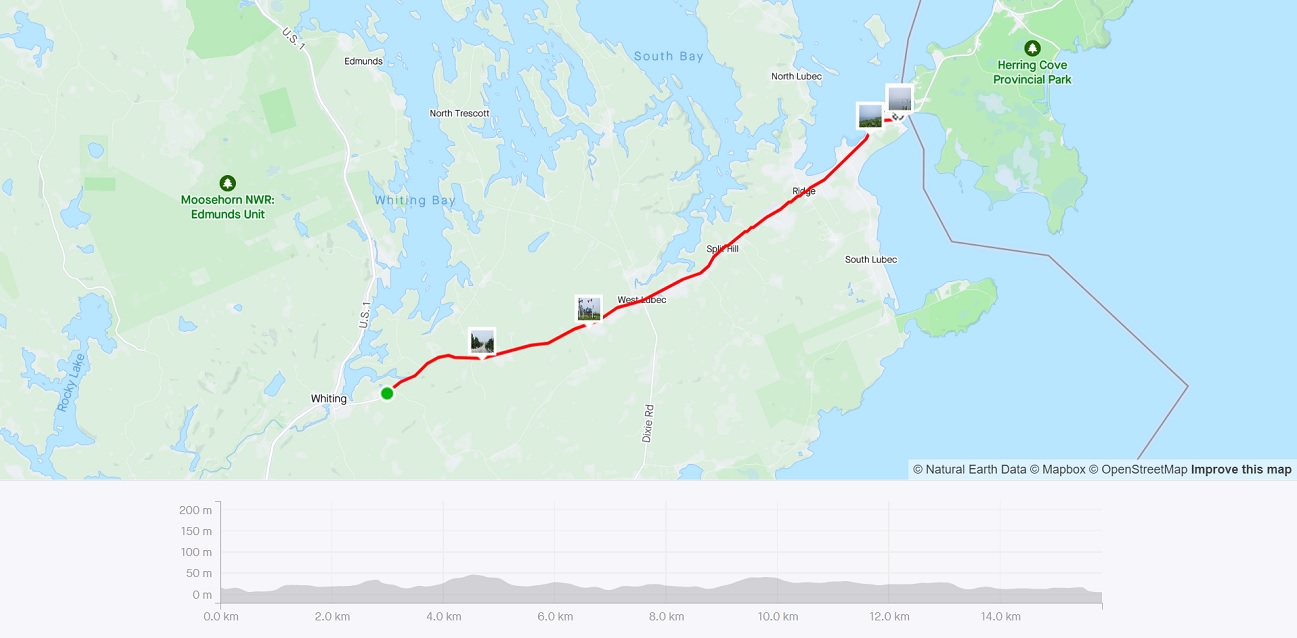 U.S. 1
Edmunds
South Bay
North Lubec
Herring Cove
Provincial Park
North Trescott
Moosehorn NWR:
Edmunds Unit
Whiting Bay
Ridge
Split Hill
South Lubec
West Lubec
U.S. 1
Rocky Lake
Whiting
Dixie Rd
© Natural Earth Data © Mapbox © OpenStreetMap Improve this map
200 m
150 m
100 m
50 m
0 m
0.0 km 2.0 km 4.0 km 6.0 km 8.0 km 10.0 km 12.0 km 14.0 km